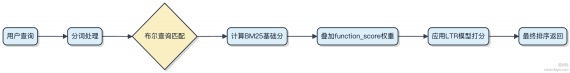 用户查询
分词处理
布尔查询匹配
计算BM25基础分
叠加function_score权重
应用LTR模型打分
最终排序返回